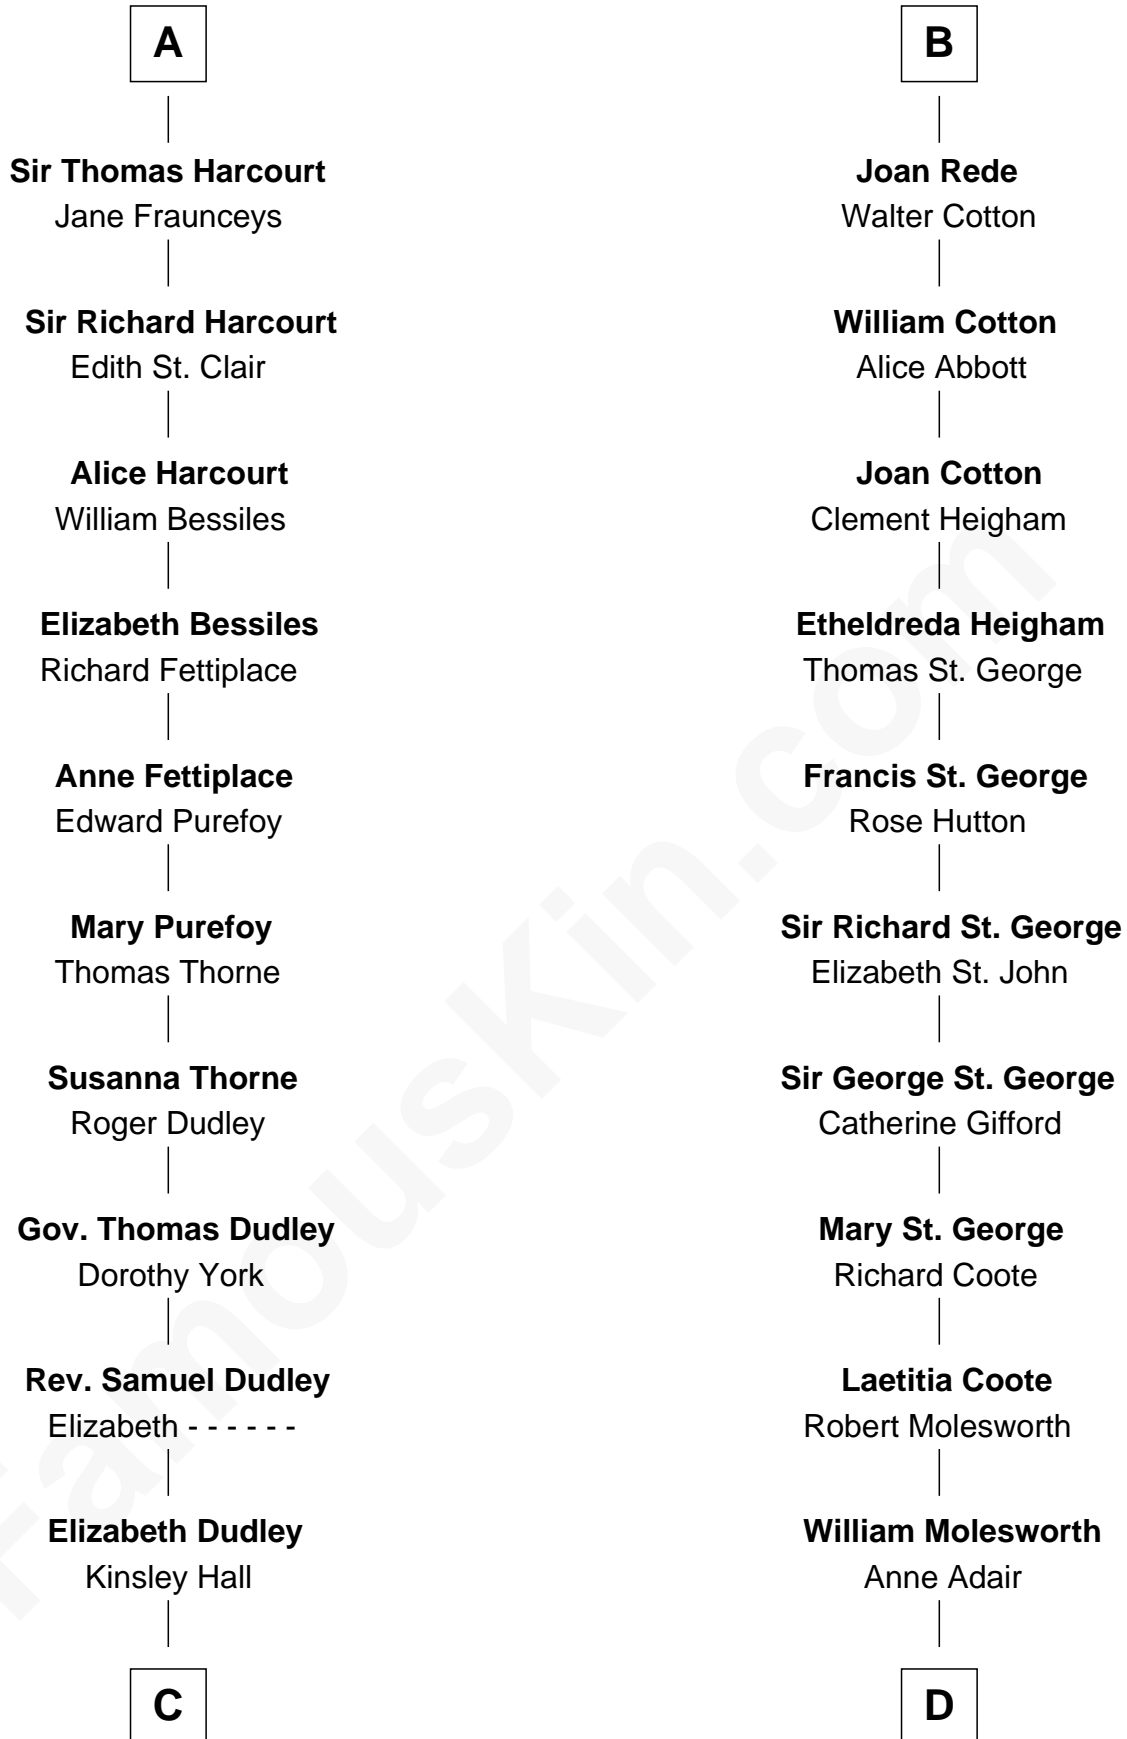 A
Sir Thomas Harcourt
Jane Fraunceys
Sir Richard Harcourt
Edith St. Clair
Alice Harcourt
William Bessiles
Elizabeth Bessiles
Richard Fettiplace
Anne Fettiplace
Edward Purefoy
Mary Purefoy
Thomas Thorne
Susanna Thorne
Roger Dudley
Gov. Thomas Dudley
Dorothy York
Rev. Samuel Dudley
Elizabeth - - - - - -
Elizabeth Dudley
Kinsley Hall
C
B
Joan Rede
Walter Cotton
William Cotton
Alice Abbott
Joan Cotton
Clement Heigham
Etheldreda Heigham
Thomas St. George
Francis St. George
Rose Hutton
Sir Richard St. George
Elizabeth St. John
Sir George St. George
Catherine Gifford
Mary St. George
Richard Coote
Laetitia Coote
Robert Molesworth
William Molesworth
Anne Adair
D
FamousKin.com